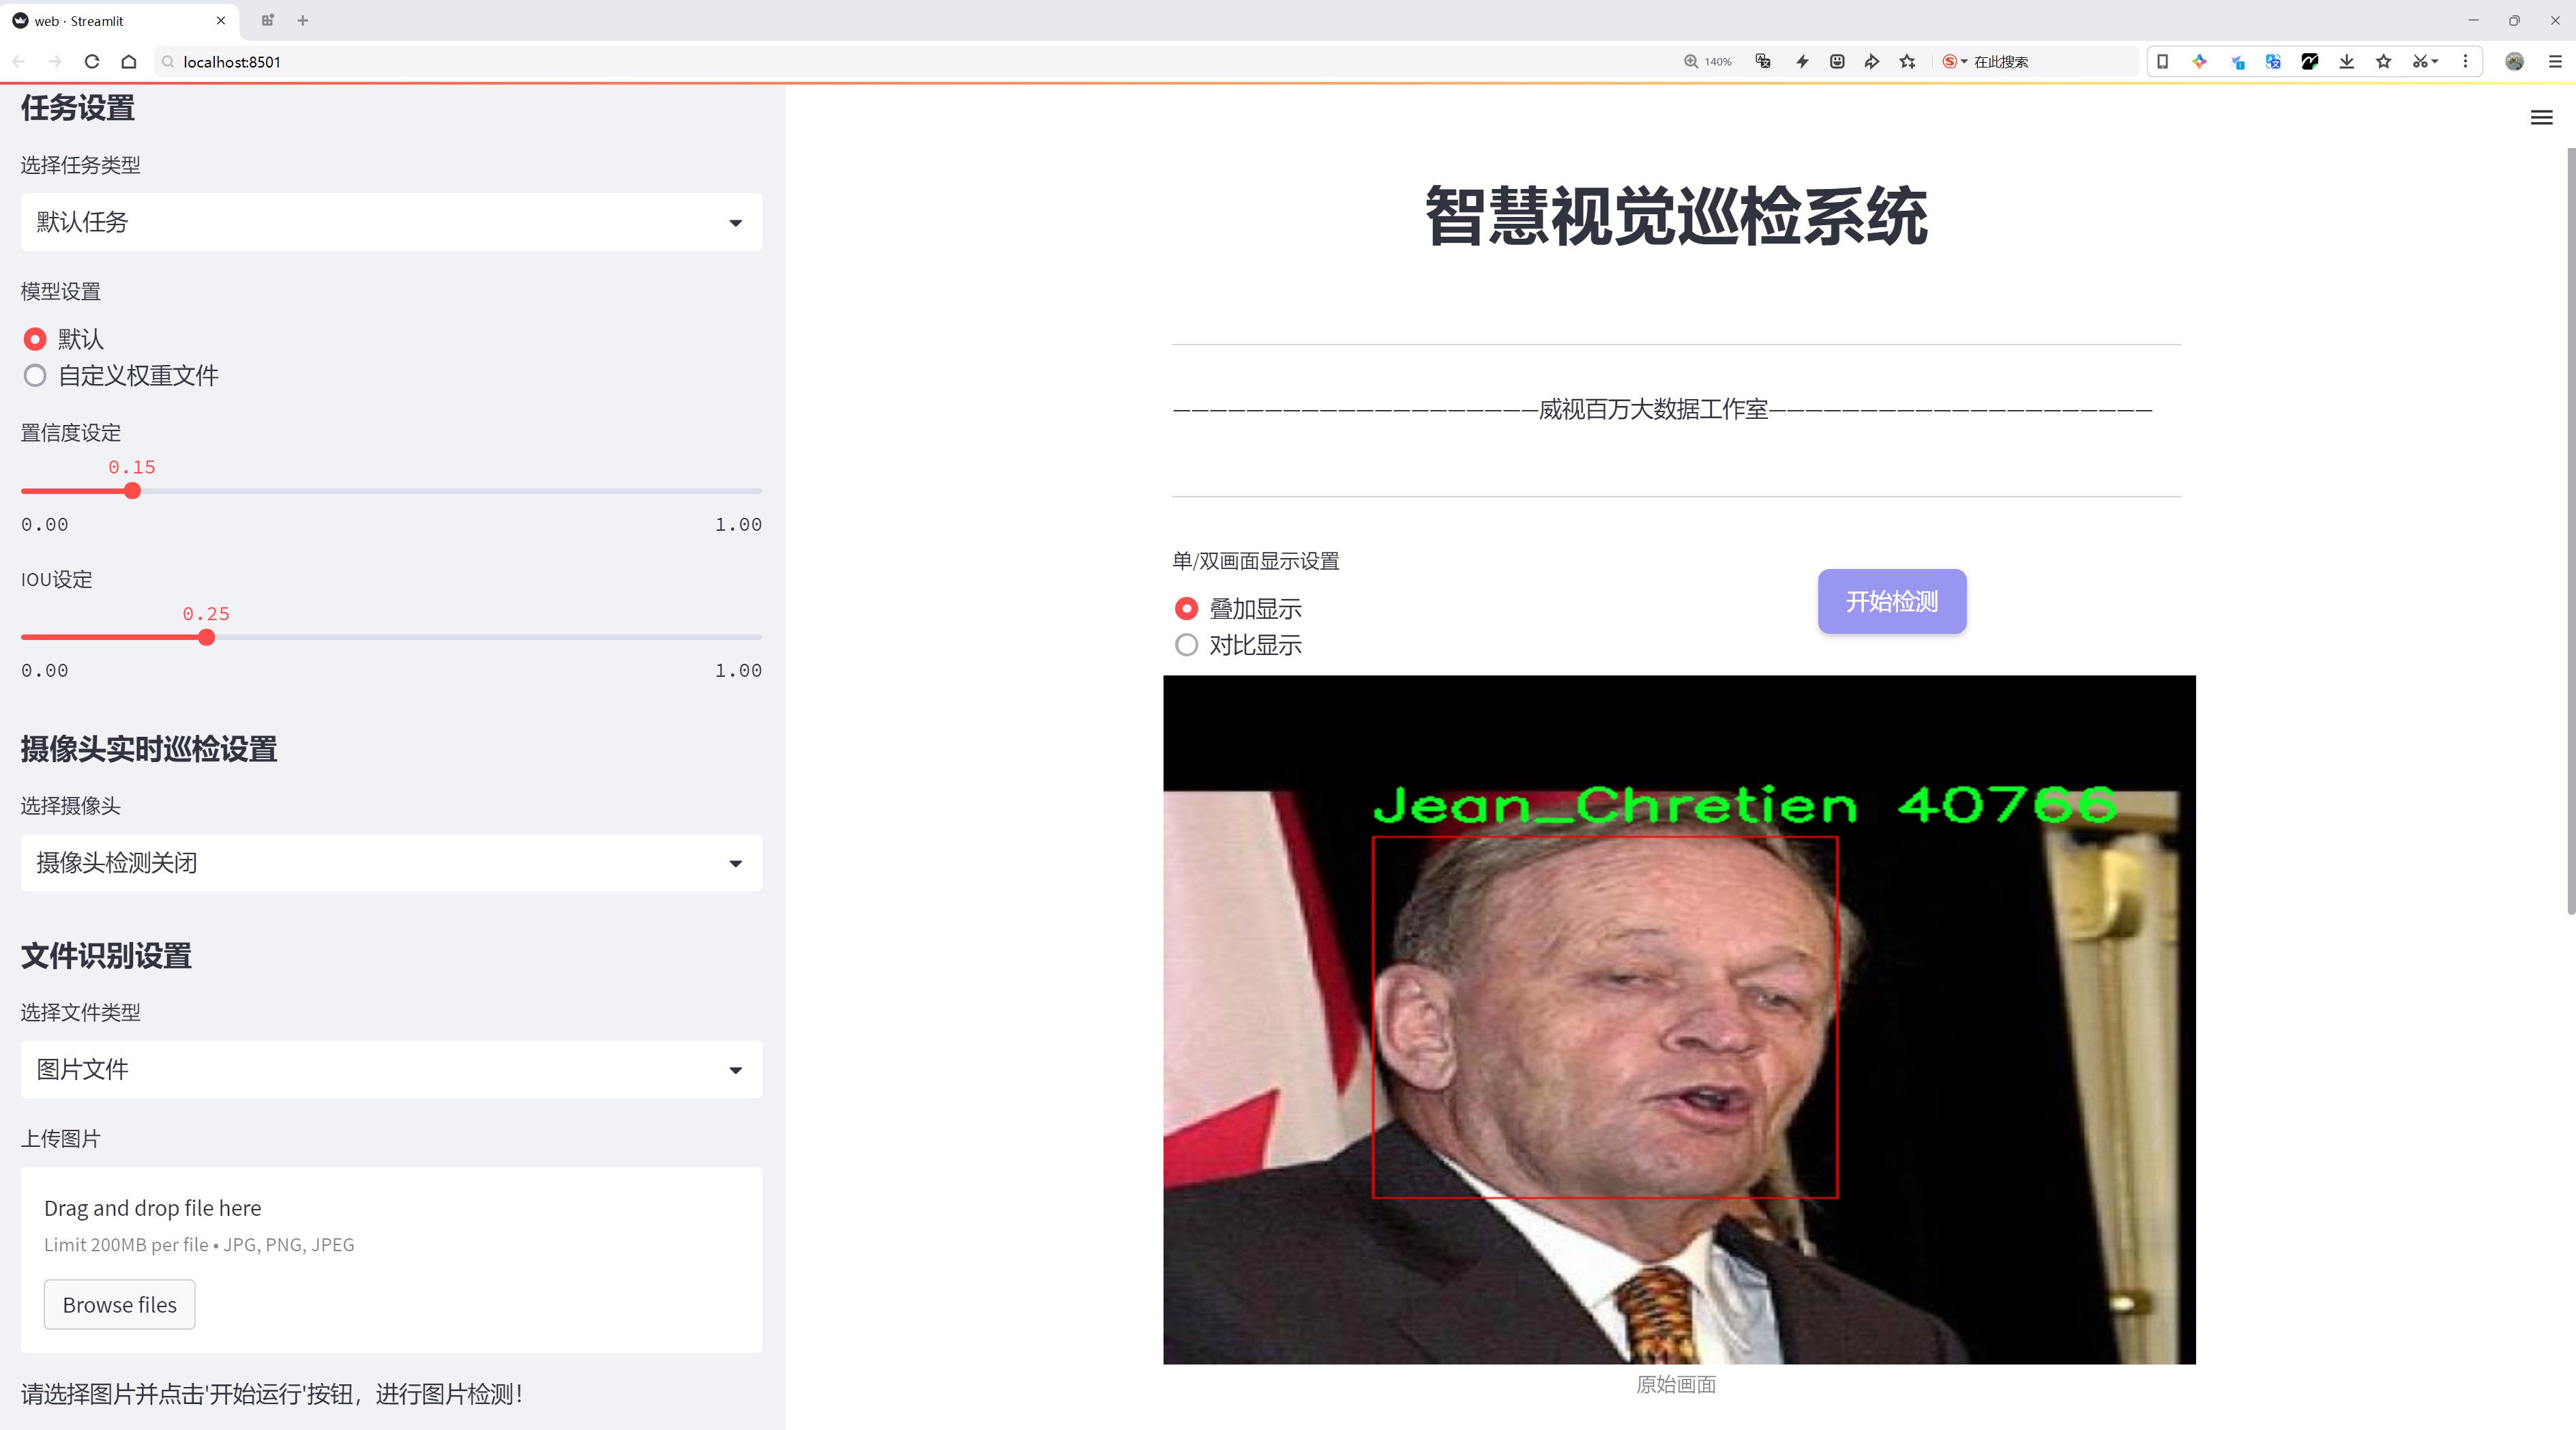 web · Streamlit
localhost:8501
140%
在此搜索
任务设置
选择任务类型
默认任务
模型设置
默认
自定义权重文件
置信度设定
0.15
0.00
1.00
IOU设定
0.25
0.00
1.00
摄像头实时巡检设置
选择摄像头
摄像头检测关闭
文件识别设置
选择文件类型
图片文件
上传图片
Drag and drop file here
Limit 200MB per file • JPG, PNG, JPEG
Browse files
请选择图片并点击'开始运行'按钮，进行图片检测！
智慧视觉巡检系统
————————————————————威视百万大数据工作室—————————————————————
单/双画面显示设置
叠加显示
对比显示
开始检测
Jean_Chretien 40766
原始画面